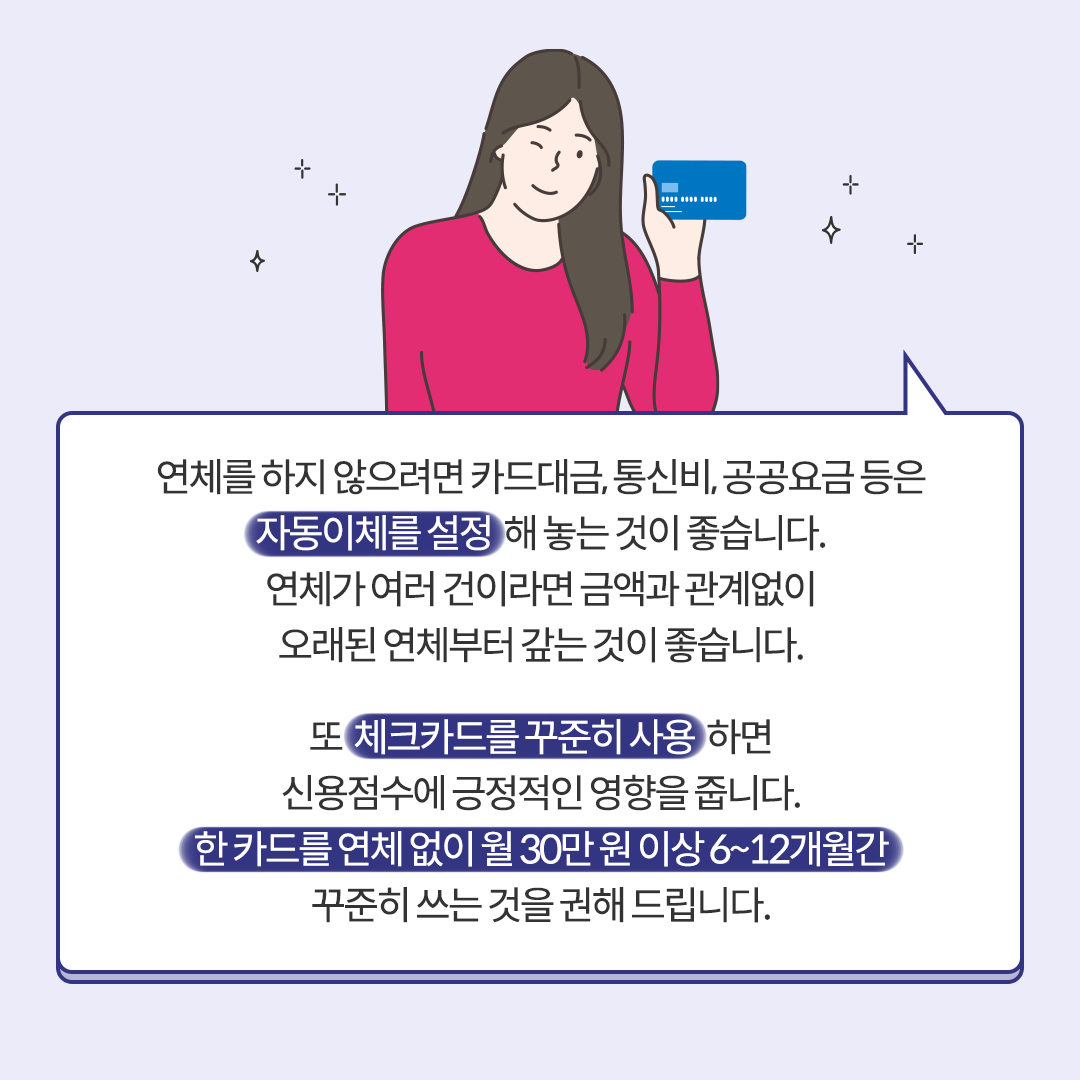 연체를 하지 않으려면 카드대금, 통신비, 공공요금 등은
자동이체를 설정해 놓는 것이 좋습니다.
연체가 여러 건이라면 금액과 관계없이
오래된 연체부터 갚는 것이 좋습니다.
또 체크카드를 꾸준히 사용하면
신용점수에 긍정적인 영향을 줍니다.
한 카드를 연체 없이 월 30만 원 이상 6~12개월간
꾸준히 쓰는 것을 권해 드립니다.